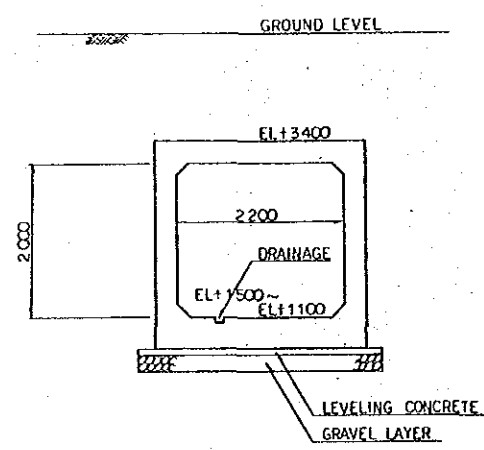 GROUND LEVEL
EL+3400
2000
2200
DRAINAGE
EL+1500~
EL+1100
LEVELING CONCRETE
GRAVEL LAYER